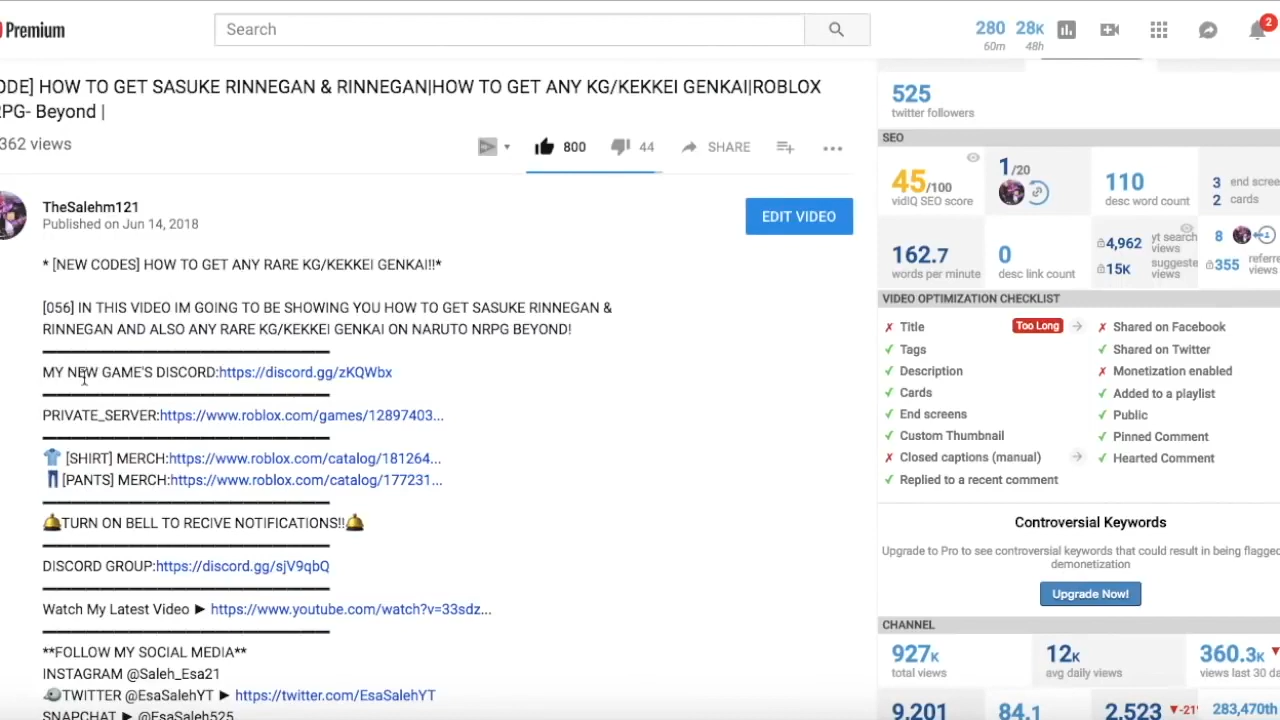 Premium
Search
280
60m
28K
48h
2
ODE] HOW TO GET SASUKE RINNEGAN & RINNEGAN|HOW TO GET ANY KG/KEKKEI GENKAI|ROBLOX
RPG- Beyond |
362 views
800
44
SHARE
TheSalehm121
Published on Jun 14, 2018
EDIT VIDEO
* [NEW CODES] HOW TO GET ANY RARE KG/KEKKEI GENKAI!!*
[056] IN THIS VIDEO IM GOING TO BE SHOWING YOU HOW TO GET SASUKE RINNEGAN &
RINNEGAN AND ALSO ANY RARE KG/KEKKEI GENKAI ON NARUTO NRPG BEYOND!
MY NEW GAME'S DISCORD:https://discord.gg/zKQWbx
PRIVATE_SERVER:https://www.roblox.com/games/12897403...
[SHIRT] MERCH:https://www.roblox.com/catalog/181264...
[PANTS] MERCH:https://www.roblox.com/catalog/177231...
TURN ON BELL TO RECIVE NOTIFICATIONS!!
DISCORD GROUP:https://discord.gg/sjV9qbQ
Watch My Latest Video ► https://www.youtube.com/watch?v=33sdz...
**FOLLOW MY SOCIAL MEDIA**
INSTAGRAM @Saleh_Esa21
TWITTER @EsaSalehYT ► https://twitter.com/EsaSalehYT
SNAPCHAT ► @EsaSaleh525
525
twitter followers
SEO
45/100
vidIQ SEO score
1/20
110
desc word count
3 end scree
2 cards
162.7
words per minute
0
desc link count
4,962 yt search views
15K suggeste views
8
355 referre views
VIDEO OPTIMIZATION CHECKLIST
✗ Title Too Long
✓ Tags
✓ Description
✓ Cards
✓ End screens
✓ Custom Thumbnail
✗ Closed captions (manual)
✓ Replied to a recent comment
✗ Shared on Facebook
✓ Shared on Twitter
✗ Monetization enabled
✓ Added to a playlist
✓ Public
✓ Pinned Comment
✓ Hearted Comment
Controversial Keywords
Upgrade to Pro to see controversial keywords that could result in being flagged
demonetization
Upgrade Now!
CHANNEL
927K
total views
12K
avg daily views
360.3K ▼
views last 30 da
9,201
84.1
2,523 ▼-21
283,470th